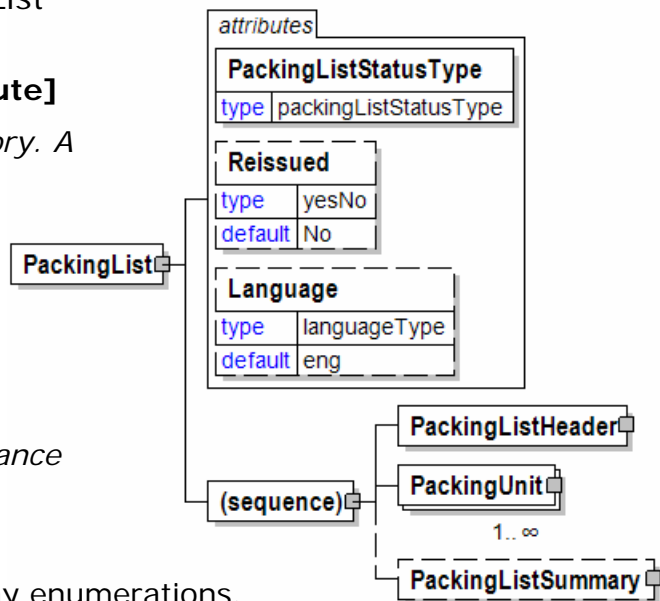 List
attributes
PackingListStatusType
type packingListStatusType
ute]
ory. A
Reissued
type yesNo
default No
PackingList
Language
type languageType
default eng
PackingListHeader
ance
(sequence)
PackingUnit
1.. ∞
PackingListSummary
y enumerations